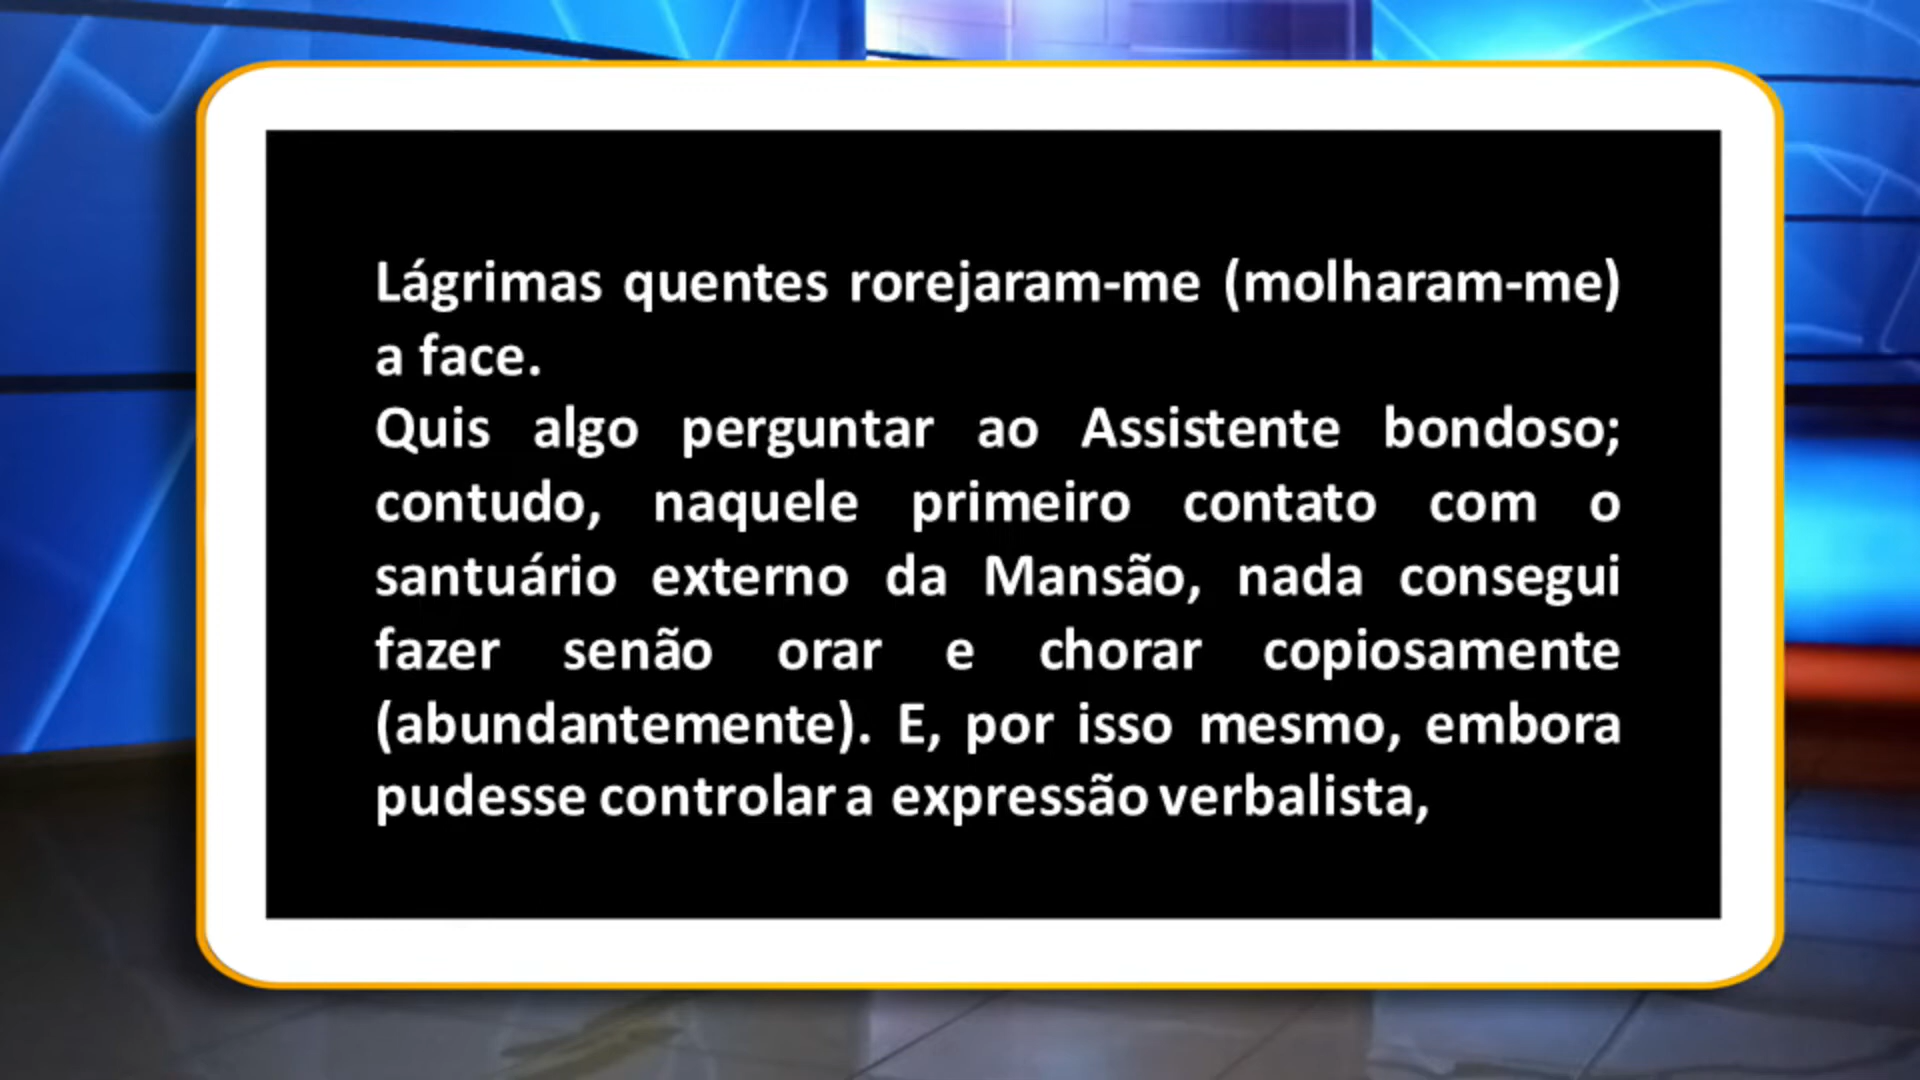 Lágrimas quentes rorejaram-me (molharam-me)
a face.
Quis algo perguntar ao Assistente bondoso;
contudo, naquele primeiro contato com o
santuário externo da Mansão, nada consegui
fazer senão orar e chorar copiosamente
(abundantemente). E, por isso mesmo, embora
pudesse controlar a expressão verbalista,